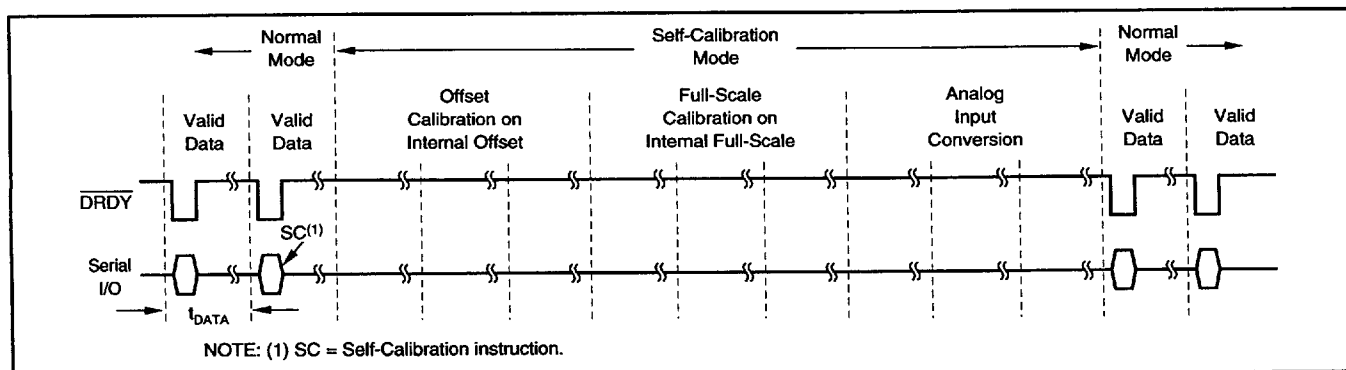 Normal
Mode
Self-Calibration
Mode
Normal
Mode
Valid
Data
Valid
Data
Offset
Calibration on
Internal Offset
Full-Scale
Calibration on
Internal Full-Scale
Analog
Input
Conversion
Valid
Data
Valid
Data
DRDY
SC(1)
Serial
I/O
tDATA
NOTE: (1) SC = Self-Calibration instruction.